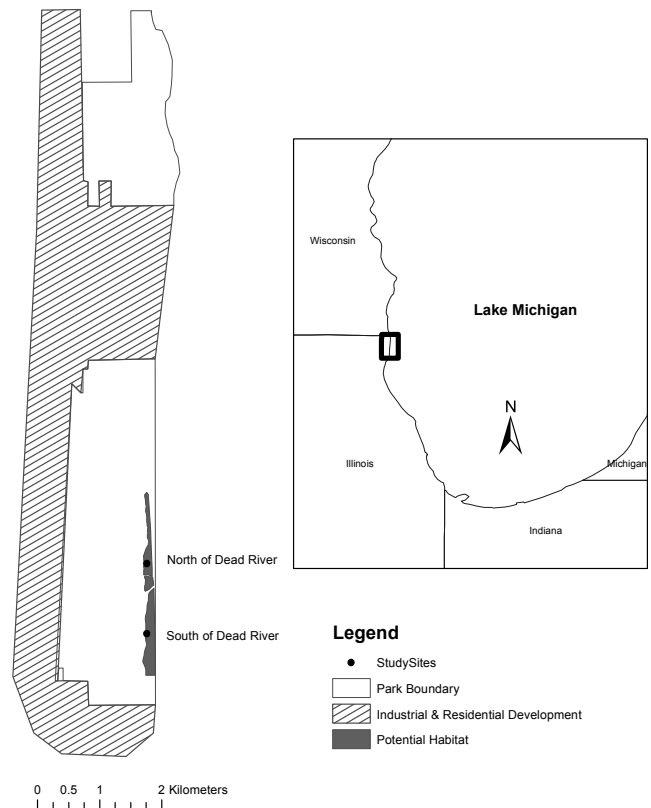 Wisconsin
Lake Michigan
N
Illinois
Michigan
Indiana
North of Dead River
South of Dead River
Legend
StudySites
Park Boundary
Industrial & Residential Development
Potential Habitat
0 0.5 1 2 Kilometers